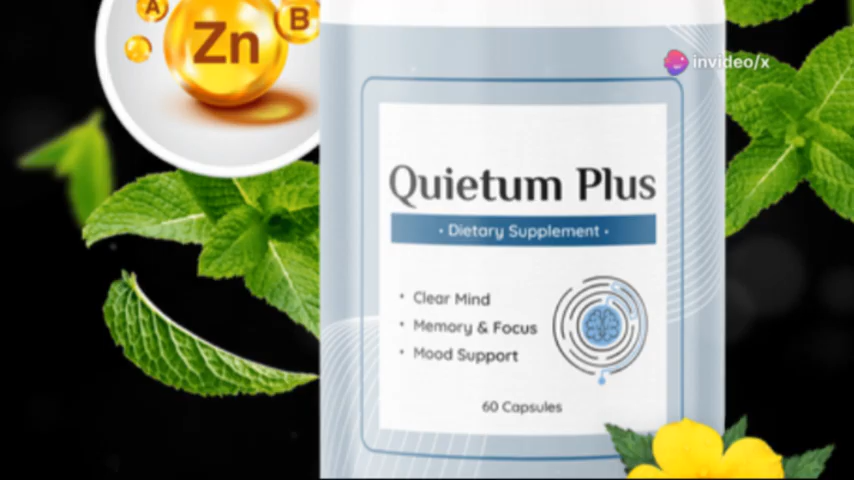 A
Zn
B
invideo/x
Quietum Plus
• Dietary Supplement •
• Clear Mind
• Memory & Focus
• Mood Support
60 Capsules